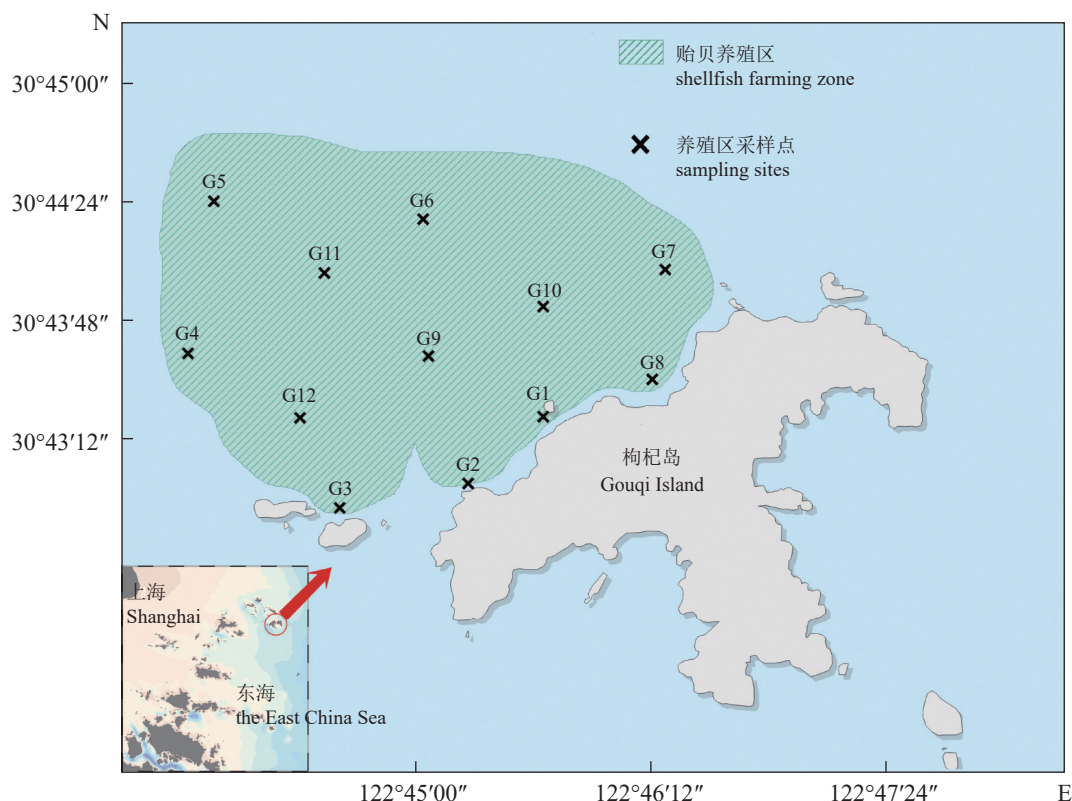 N
30°45′00″
30°44′24″
30°43′48″
30°43′12″
贻贝养殖区
shellfish farming zone
养殖区采样点
sampling sites
G5
G6
G11
G7
G10
G4
G9
G8
G12
G1
G2
G3
枸杞岛
Gouqi Island
上海
Shanghai
东海
the East China Sea
122°45′00″
122°46′12″
122°47′24″
E